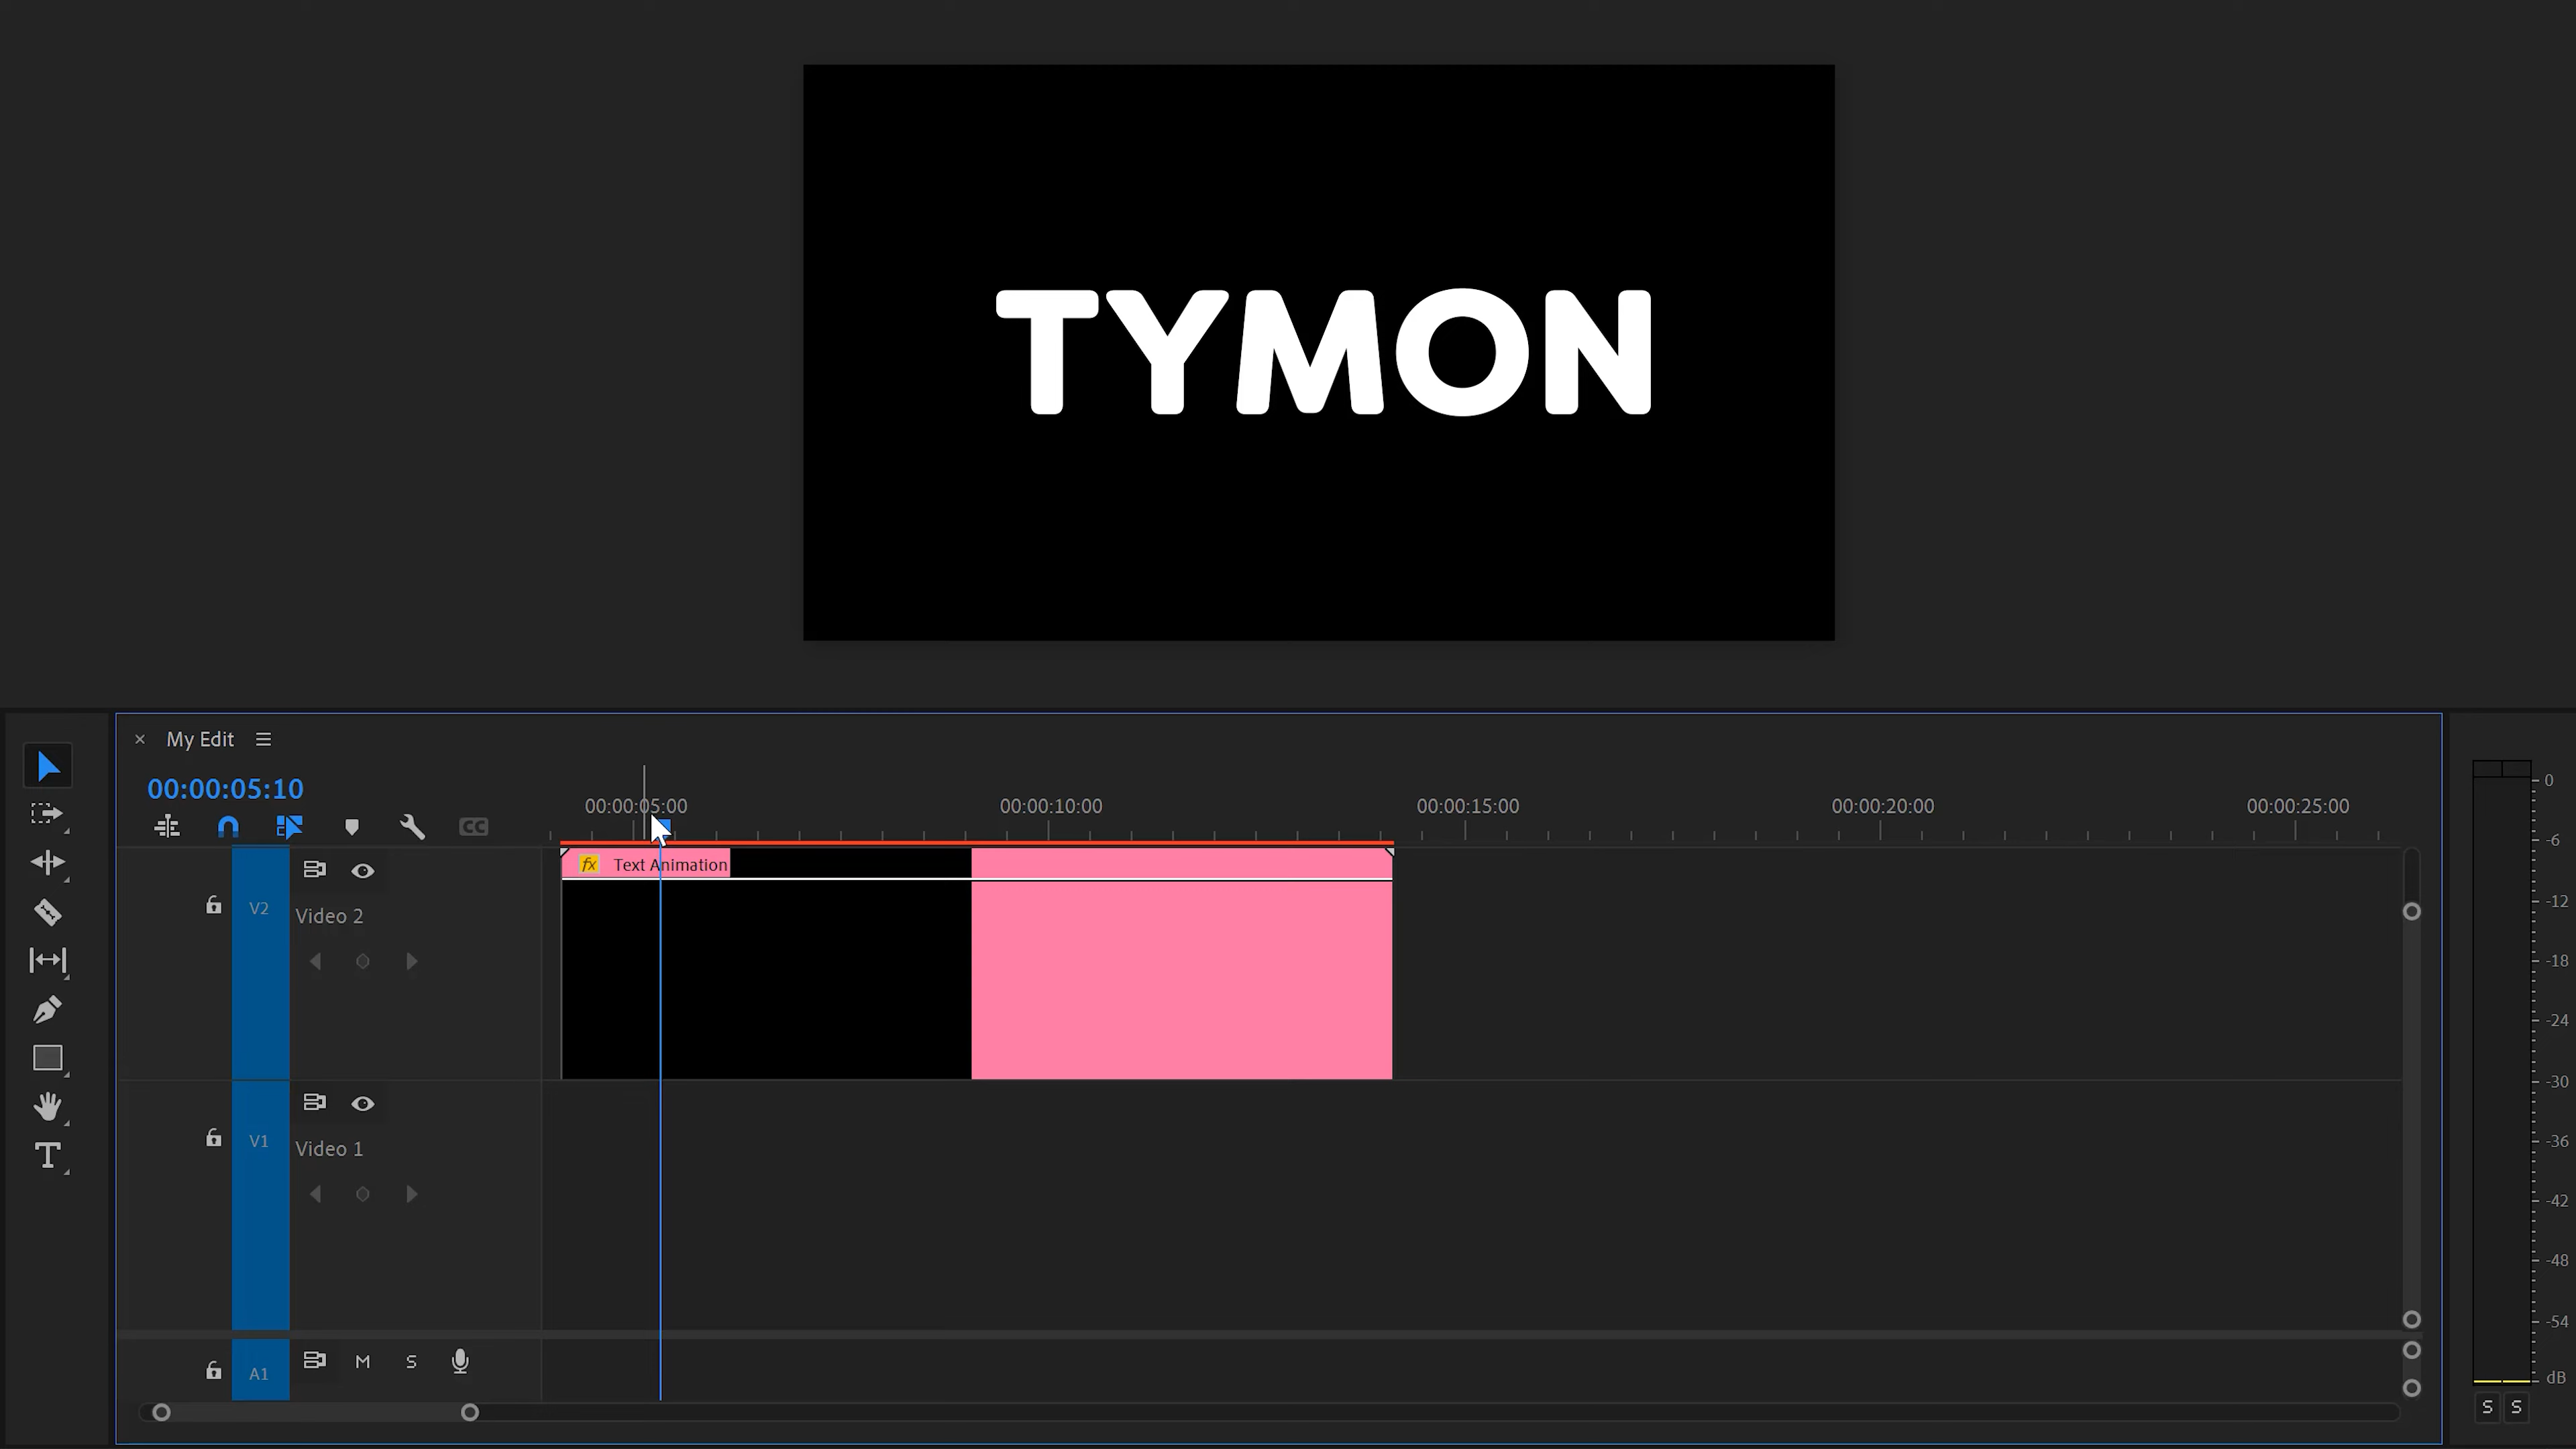 TYMON
My Edit
00:00:05:10
00:00:05:00 00:00:10:00 00:00:15:00 00:00:20:00 00:00:25:00
CC
fx Text Animation
V2 Video 2
V1 Video 1
A1 M S
0
-6
-12
-18
-24
-30
-36
-42
-48
-54
dB
S S